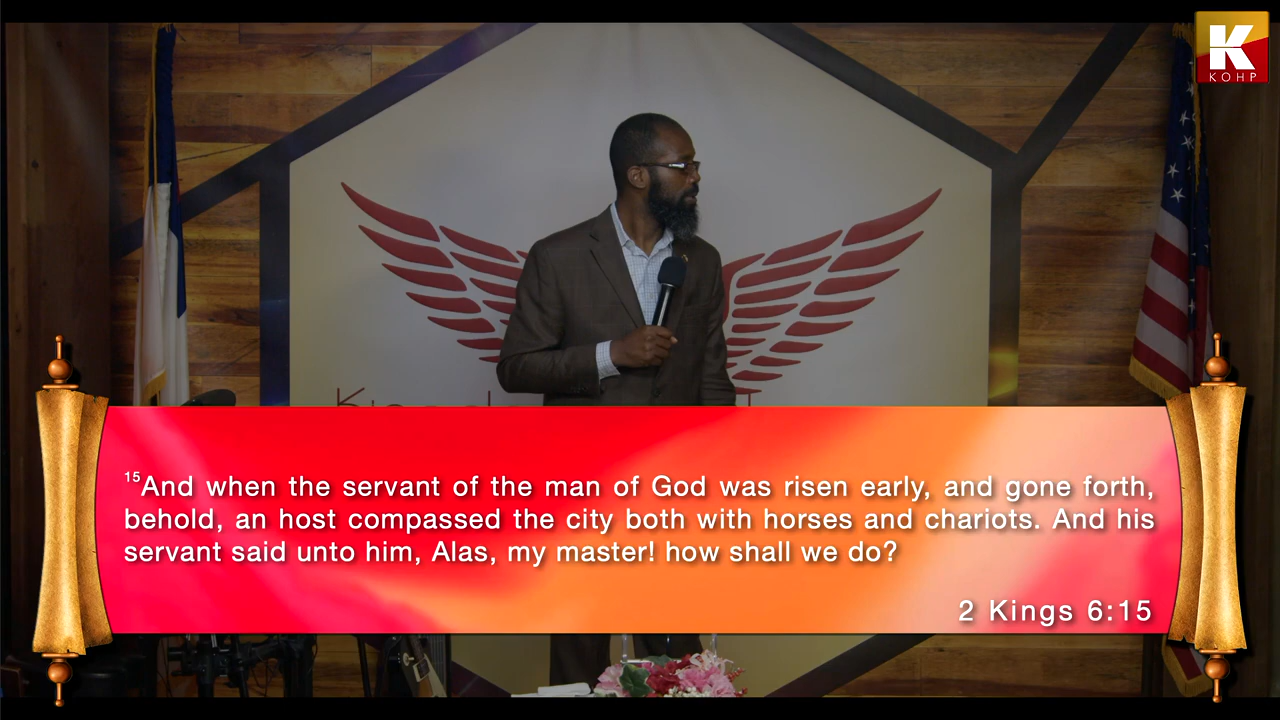 K
KOHP
¹⁵And when the servant of the man of God was risen early, and gone forth,
behold, an host compassed the city both with horses and chariots. And his
servant said unto him, Alas, my master! how shall we do?
2 Kings 6:15